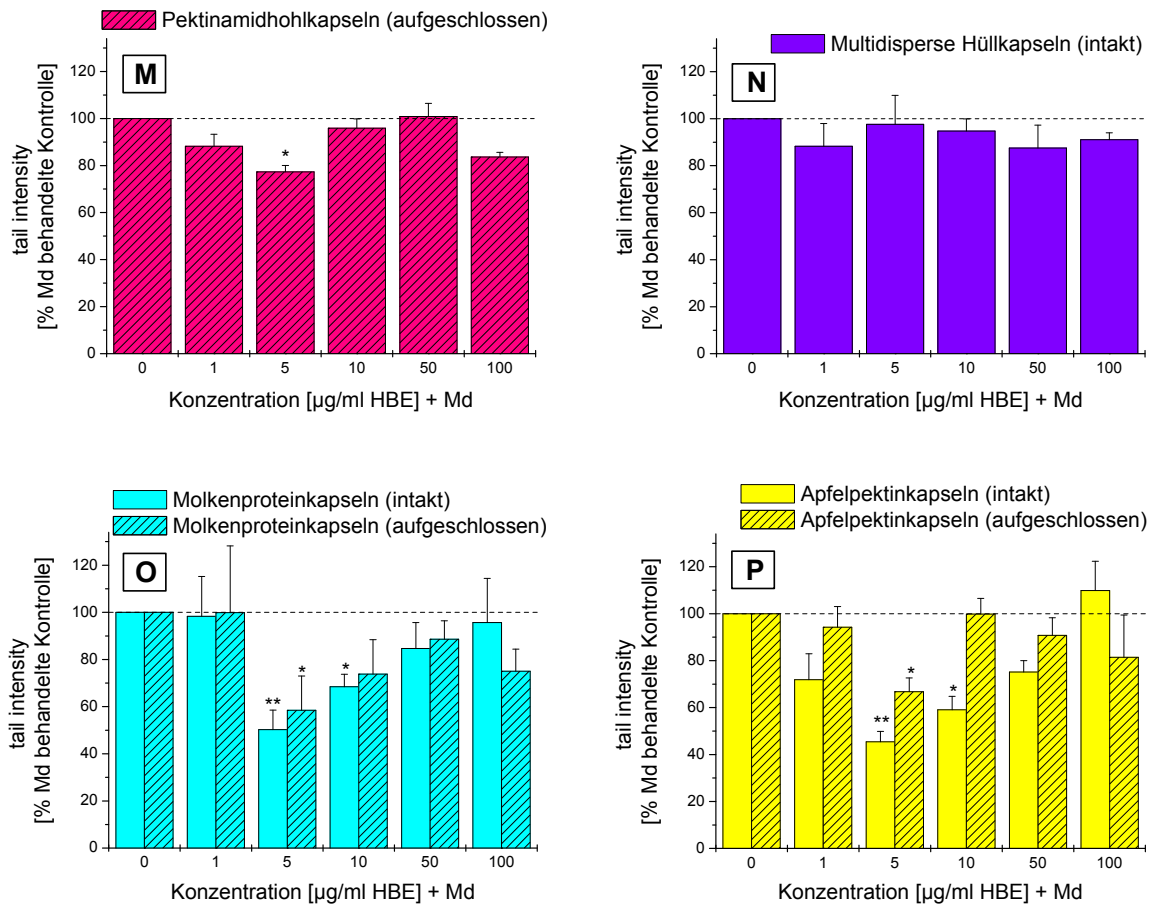 Pektinamidhohlkapseln (aufgeschlossen)
M
120
100
80
60
40
20
0
tail intensity
[% Md behandelte Kontrolle]
*
0 1 5 10 50 100
Konzentration [µg/ml HBE] + Md
Multidisperse Hüllkapseln (intakt)
N
120
100
80
60
40
20
0
tail intensity
[% Md behandelte Kontrolle]
0 1 5 10 50 100
Konzentration [µg/ml HBE] + Md
Molkenproteinkapseln (intakt)
Molkenproteinkapseln (aufgeschlossen)
O
120
100
80
60
40
20
0
tail intensity
[% Md behandelte Kontrolle]
** * *
0 1 5 10 50 100
Konzentration [µg/ml HBE] + Md
Apfelpektinkapseln (intakt)
Apfelpektinkapseln (aufgeschlossen)
P
120
100
80
60
40
20
0
tail intensity
[% Md behandelte Kontrolle]
** * *
0 1 5 10 50 100
Konzentration [µg/ml HBE] + Md